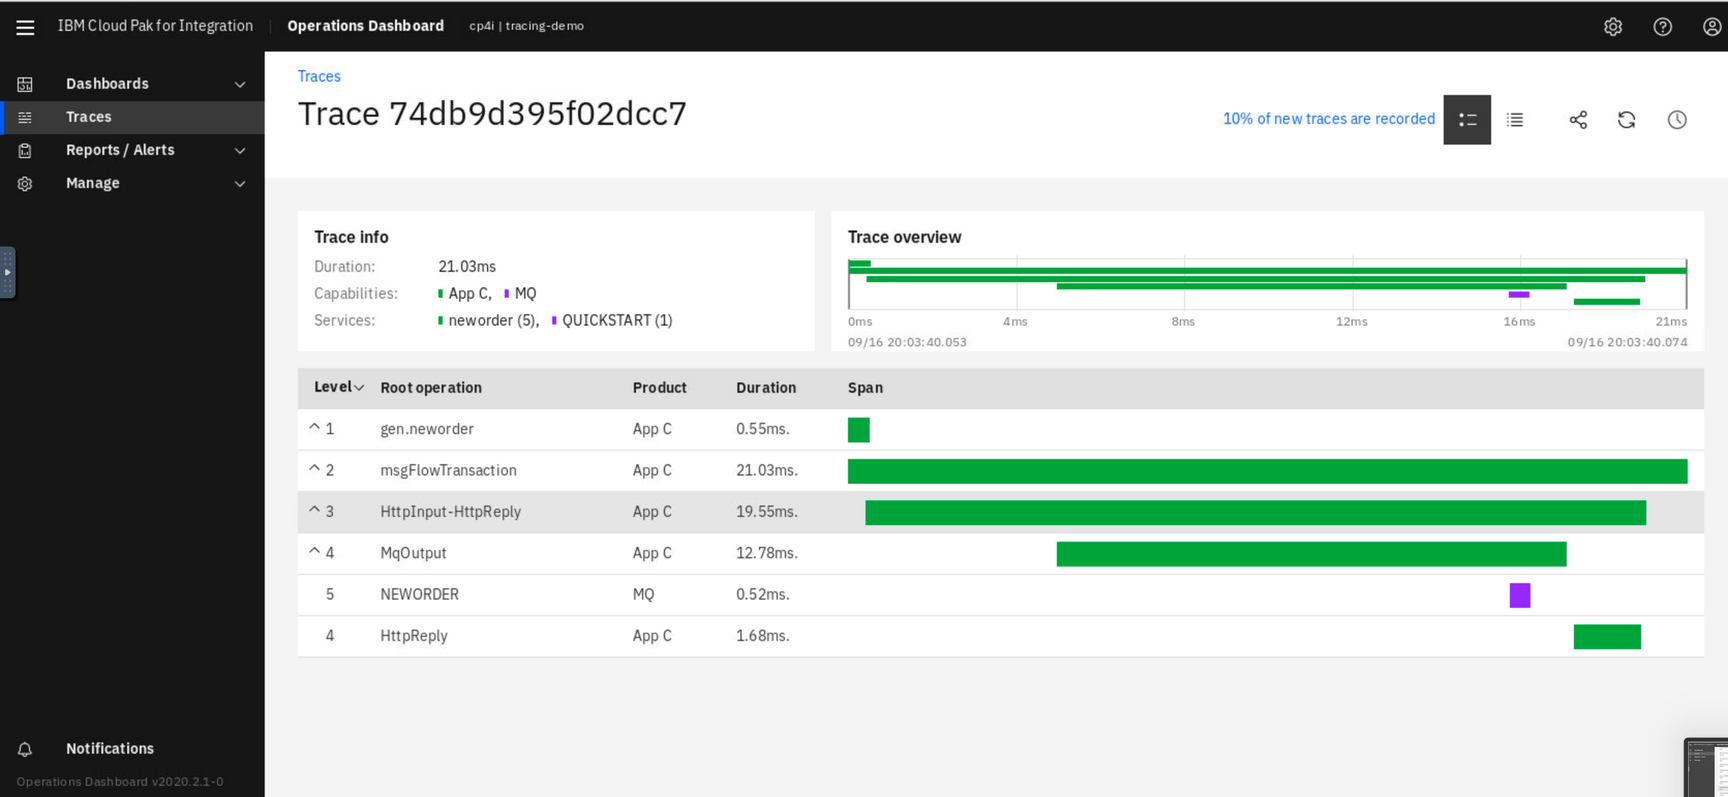 IBM Cloud Pak for Integration | Operations Dashboard cp4i | tracing-demo
Dashboards
Traces
Reports / Alerts
Manage
Notifications
Operations Dashboard v2020.2.1-0
Traces
Trace 74db9d395f02dcc7
10% of new traces are recorded
Trace info
Duration: 21.03ms
Capabilities: App C, MQ
Services: neworder (5), QUICKSTART (1)
Trace overview
0ms 4ms 8ms 12ms 16ms 21ms
09/16 20:03:40.053 09/16 20:03:40.074
Level Root operation Product Duration Span
1 gen.neworder App C 0.55ms.
2 msgFlowTransaction App C 21.03ms.
3 HttpInput-HttpReply App C 19.55ms.
4 MqOutput App C 12.78ms.
5 NEWORDER MQ 0.52ms.
4 HttpReply App C 1.68ms.